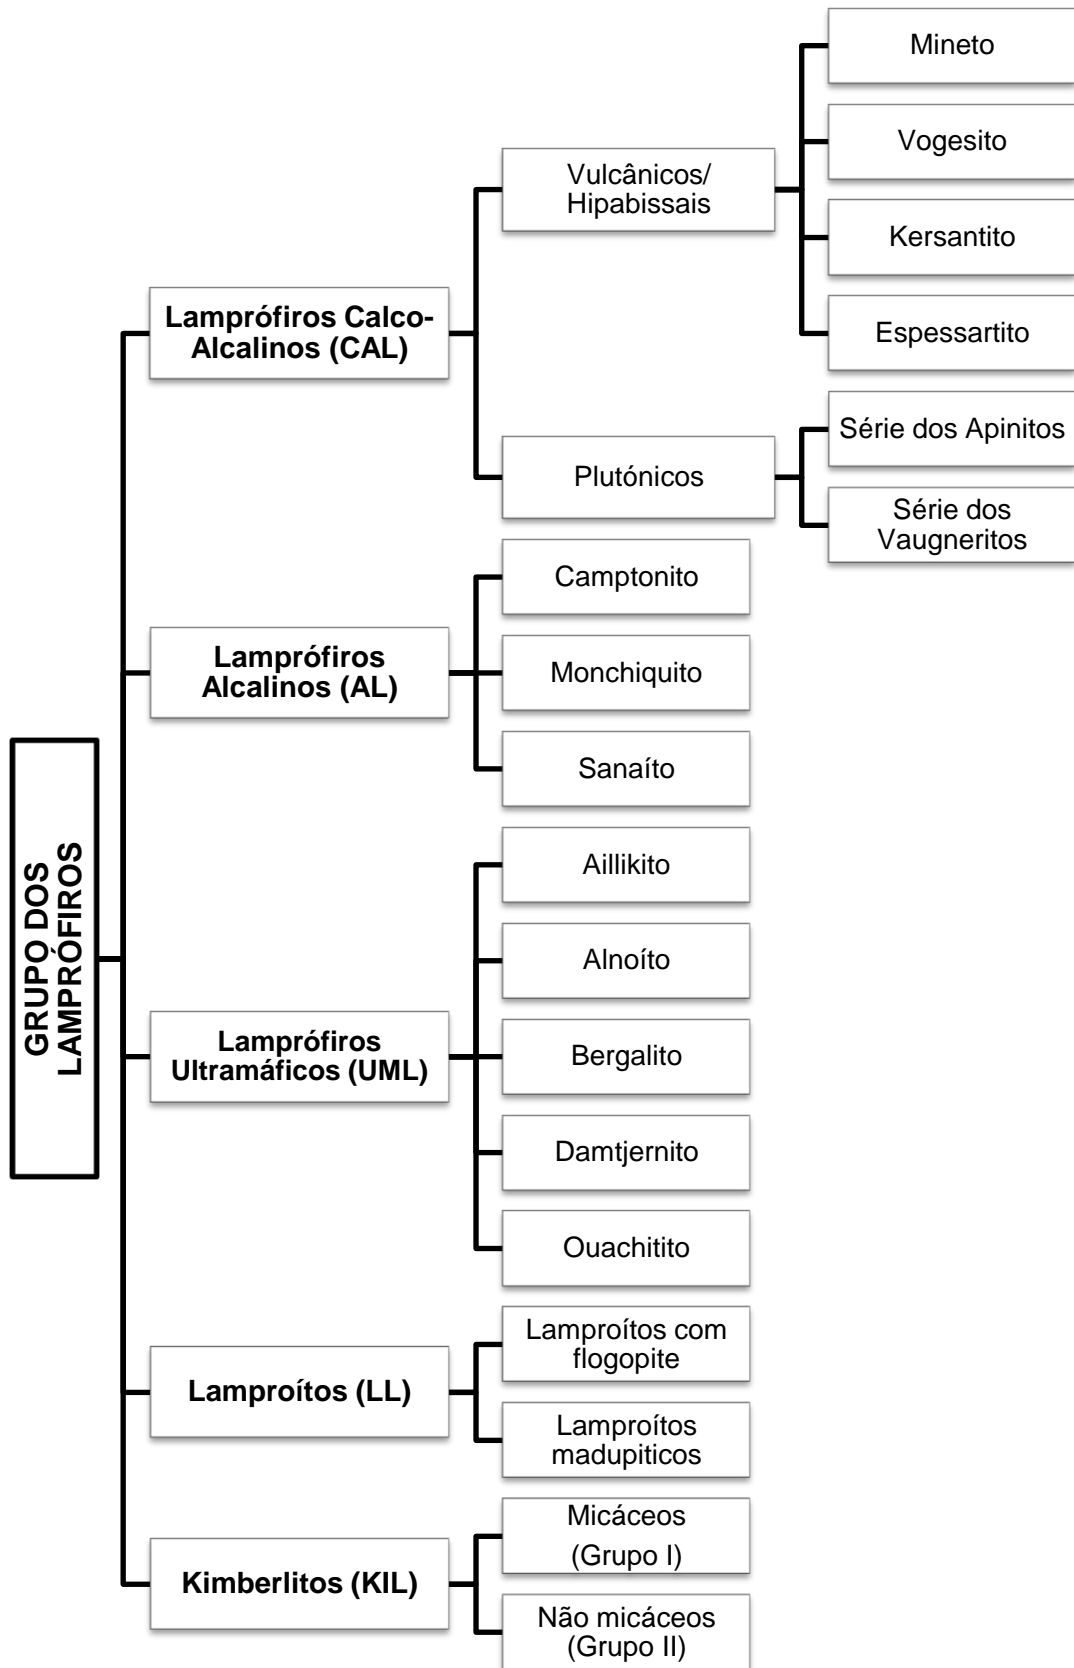 GRUPO DOS
LAMPRÓFIROS
Lamprófiros Calco-
Alcalinos (CAL)
Vulcânicos/
Hipabissais
Mineto
Vogesito
Kersantito
Espessartito
Plutónicos
Série dos Apinitos
Série dos
Vaugneritos
Lamprófiros
Alcalinos (AL)
Camptonito
Monchiquito
Sanaíto
Lamprófiros
Ultramáficos (UML)
Aillikito
Alnoíto
Bergalito
Damtjernito
Ouachitito
Lamproítos (LL)
Lamproítos com
flogopite
Lamproítos
madupiticos
Kimberlitos (KIL)
Micáceos
(Grupo I)
Não micáceos
(Grupo II)